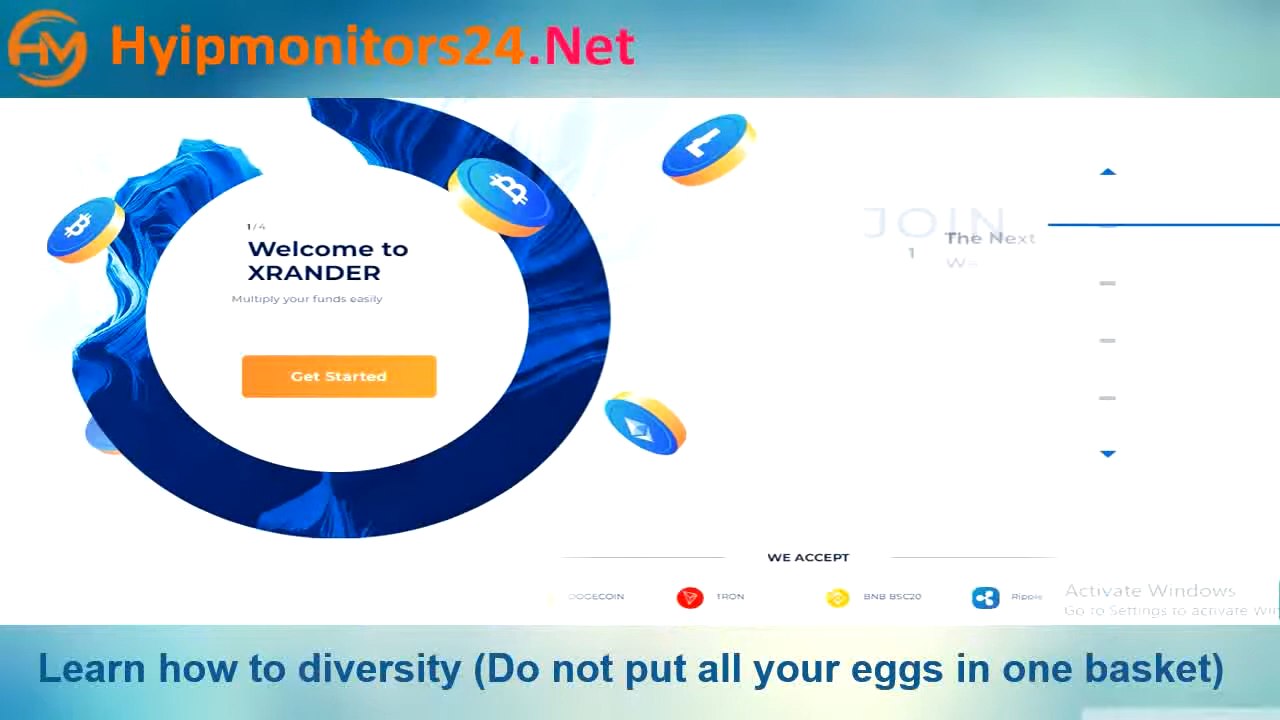 Hyipmonitors24.Net
1/4
Welcome to
XRANDER
Multiply your funds easily
Get Started
JOIN
1
The Next
We
WE ACCEPT
DOGECOIN
TRON
BNB BSC20
Ripple
Activate Windows
Go to Settings to activate Win
Learn how to diversity (Do not put all your eggs in one basket)